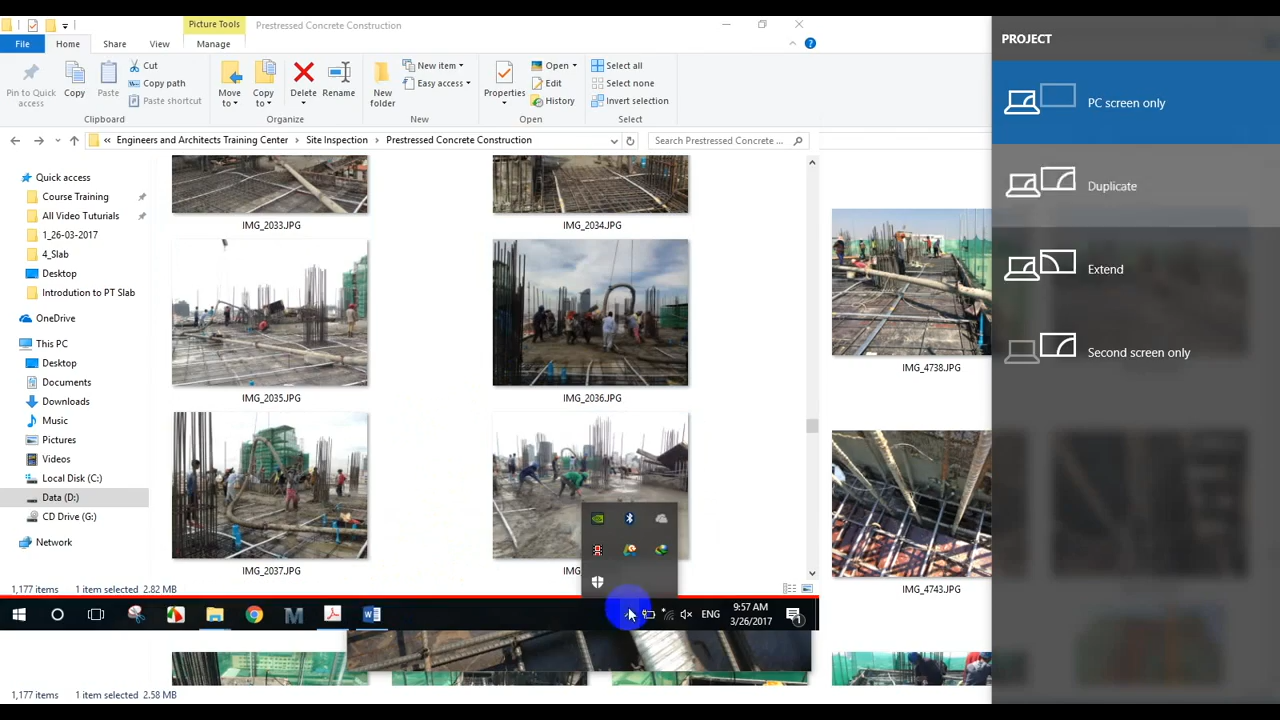 Picture Tools
Prestressed Concrete Construction
File
Home
Share
View
Manage
Pin to Quick access
Copy
Paste
Cut
Copy path
Paste shortcut
Clipboard
Move to
Copy to
Delete
Rename
Organize
New folder
New item
Easy access
New
Properties
Open
Edit
History
Open
Select all
Select none
Invert selection
Select
« Engineers and Architects Training Center > Site Inspection > Prestressed Concrete Construction
Search Prestressed Concrete ...
Quick access
Course Training
All Video Tuturials
1_26-03-2017
4_Slab
Desktop
Introdution to PT Slab
OneDrive
This PC
Desktop
Documents
Downloads
Music
Pictures
Videos
Local Disk (C:)
Data (D:)
CD Drive (G:)
Network
IMG_2033.JPG
IMG_2034.JPG
IMG_2035.JPG
IMG_2036.JPG
IMG_2037.JPG
IMG_4738.JPG
IMG_4743.JPG
1,177 items
1 item selected 2.82 MB
ENG
9:57 AM
3/26/2017
1
1,177 items
1 item selected 2.58 MB
PROJECT
PC screen only
Duplicate
Extend
Second screen only